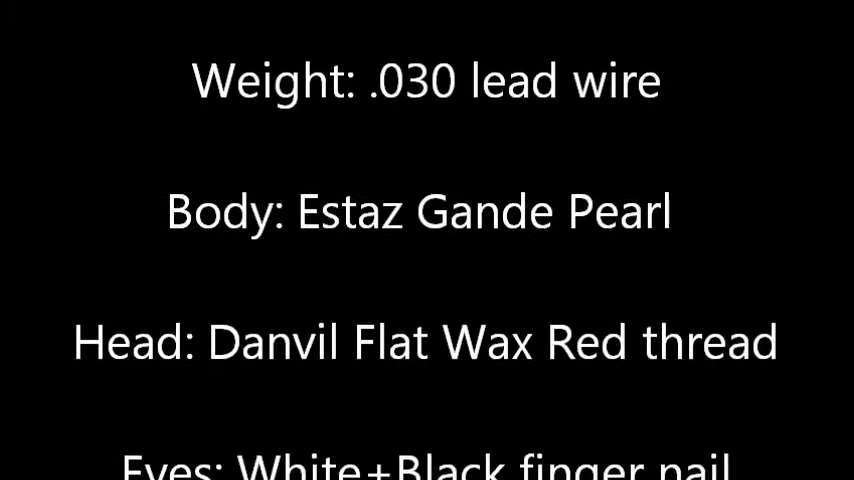 Weight: .030 lead wire
Body: Estaz Gande Pearl
Head: Danvil Flat Wax Red thread
Eyes: White+Black finger nail